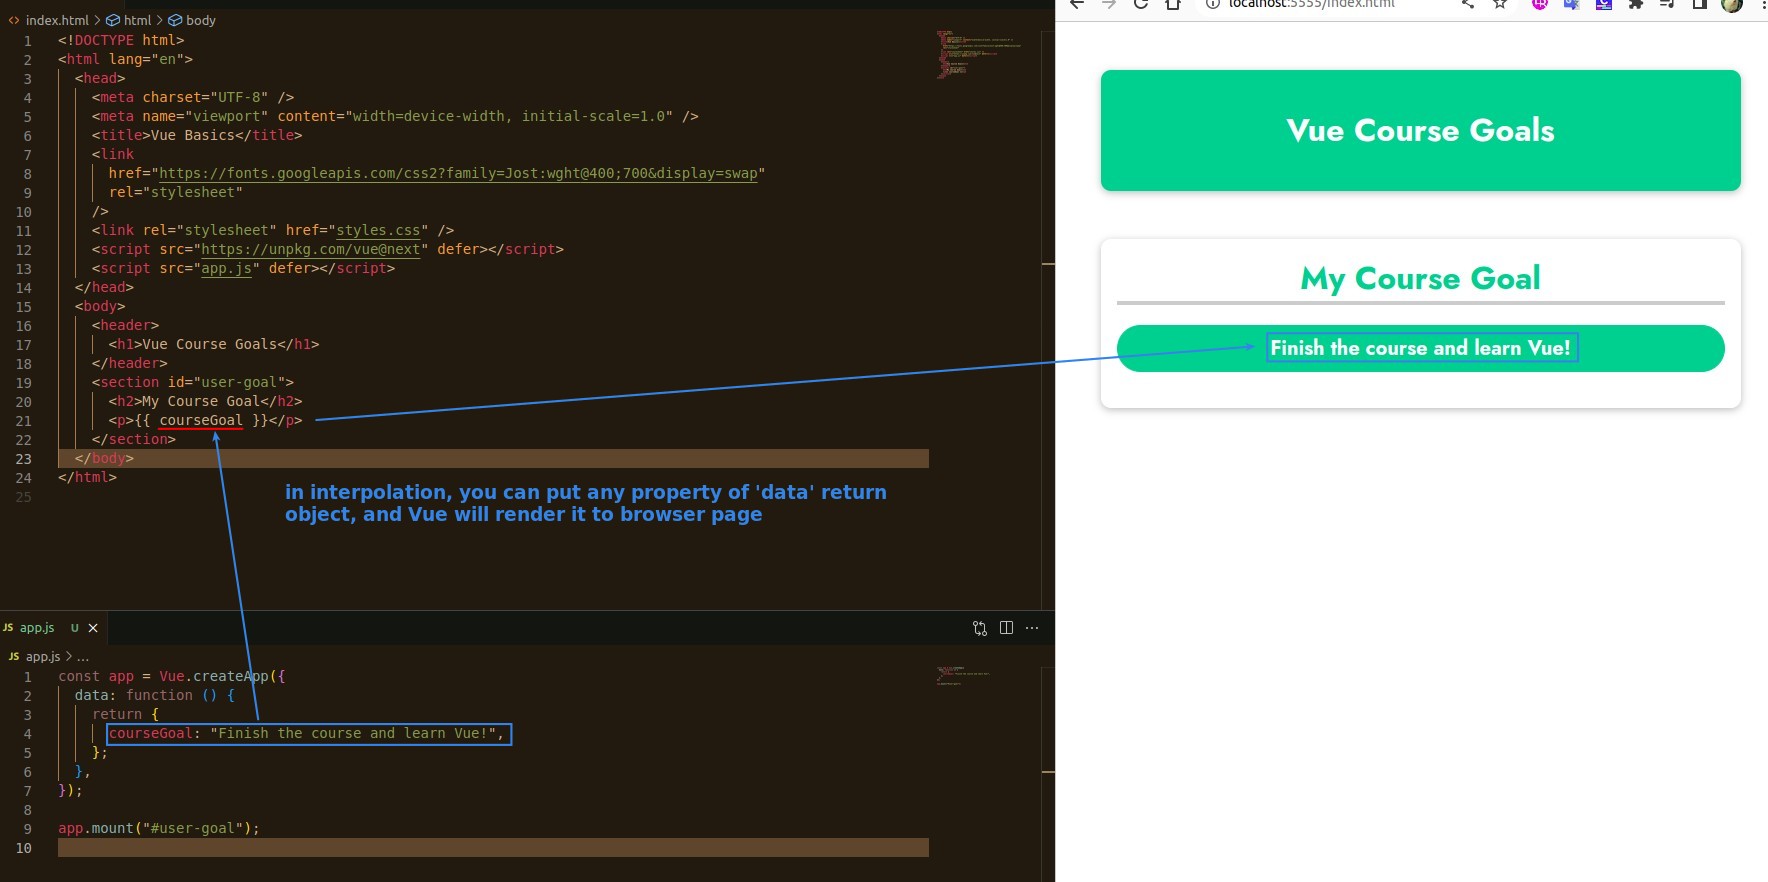 index.html > html > body
1 <!DOCTYPE html>
2 <html lang="en">
3 <head>
4 <meta charset="UTF-8" />
5 <meta name="viewport" content="width=device-width, initial-scale=1.0" />
6 <title>Vue Basics</title>
7 <link
8 href="https://fonts.googleapis.com/css2?family=Jost:wght@400;700&display=swap"
9 rel="stylesheet"
10 />
11 <link rel="stylesheet" href="styles.css" />
12 <script src="https://unpkg.com/vue@next" defer></script>
13 <script src="app.js" defer></script>
14 </head>
15 <body>
16 <header>
17 <h1>Vue Course Goals</h1>
18 </header>
19 <section id="user-goal">
20 <h2>My Course Goal</h2>
21 <p>{{ courseGoal }}</p>
22 </section>
23 </body>
24 </html>
25
in interpolation, you can put any property of 'data' return
object, and Vue will render it to browser page
JS app.js U
JS app.js > ...
1 const app = Vue.createApp({
2 data: function () {
3 return {
4 courseGoal: "Finish the course and learn Vue!",
5 };
6 },
7 });
8
9 app.mount("#user-goal");
10
localhost:5555/index.html
Vue Course Goals
My Course Goal
Finish the course and learn Vue!